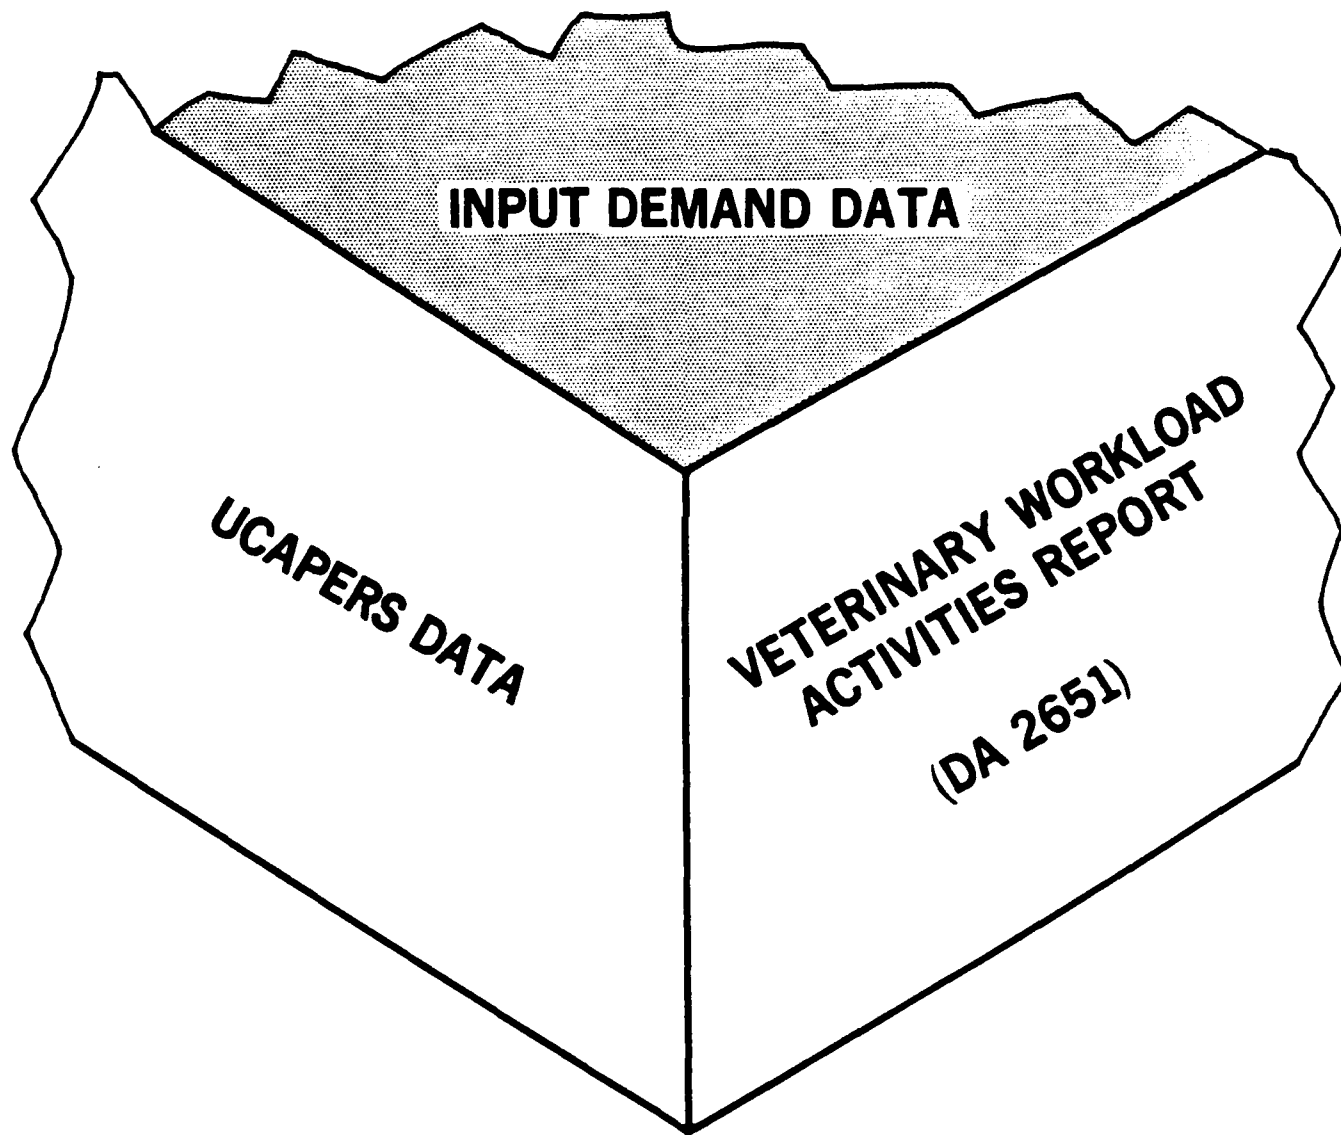 INPUT DEMAND DATA
UCAPERS DATA
VETERINARY WORKLOAD
ACTIVITIES REPORT
(DA 2651)